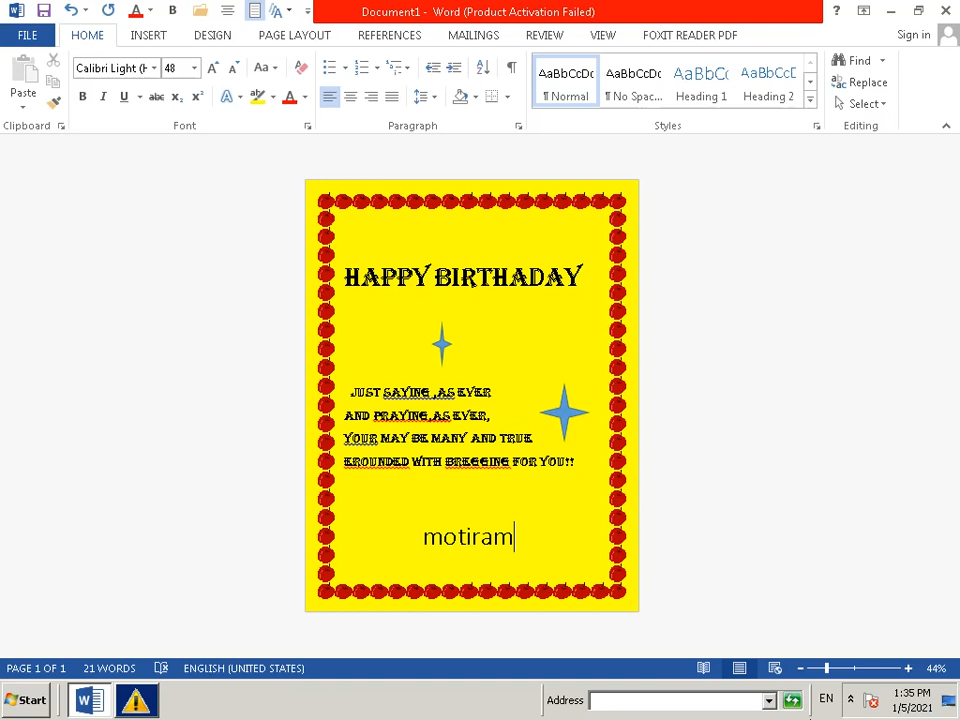 Document1 - Word (Product Activation Failed)
FILE HOME INSERT DESIGN PAGE LAYOUT REFERENCES MAILINGS REVIEW VIEW FOXIT READER PDF Sign in
Paste
Calibri Light (H 48
AaBbCcDc AaBbCcDc AaBbC( AaBbCcD
¶ Normal ¶ No Spac... Heading 1 Heading 2
Find
Replace
Select
Clipboard Font Paragraph Styles Editing
HAPPY BIRTHADAY
JUST SAYING ,AS EVER
AND PRAYING,AS EVER,
YOUR MAY BE MANY AND TRUE
GROUNDED WITH BREGGING FOR YOU!!
motiram
PAGE 1 OF 1 21 WORDS ENGLISH (UNITED STATES) 44%
Start Address EN 1:35 PM
1/5/2021